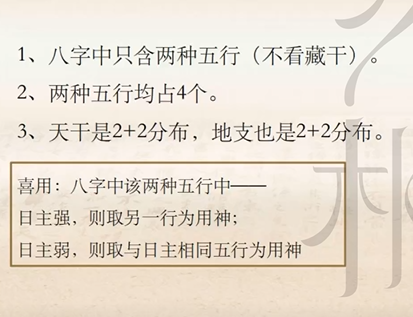 1、八字中只含两种五行（不看藏干）。
2、两种五行均占4个。
3、天干是2+2分布，地支也是2+2分布。
喜用：八字中该两种五行中——
日主强，则取另一行为用神；
日主弱，则取与日主相同五行为用神